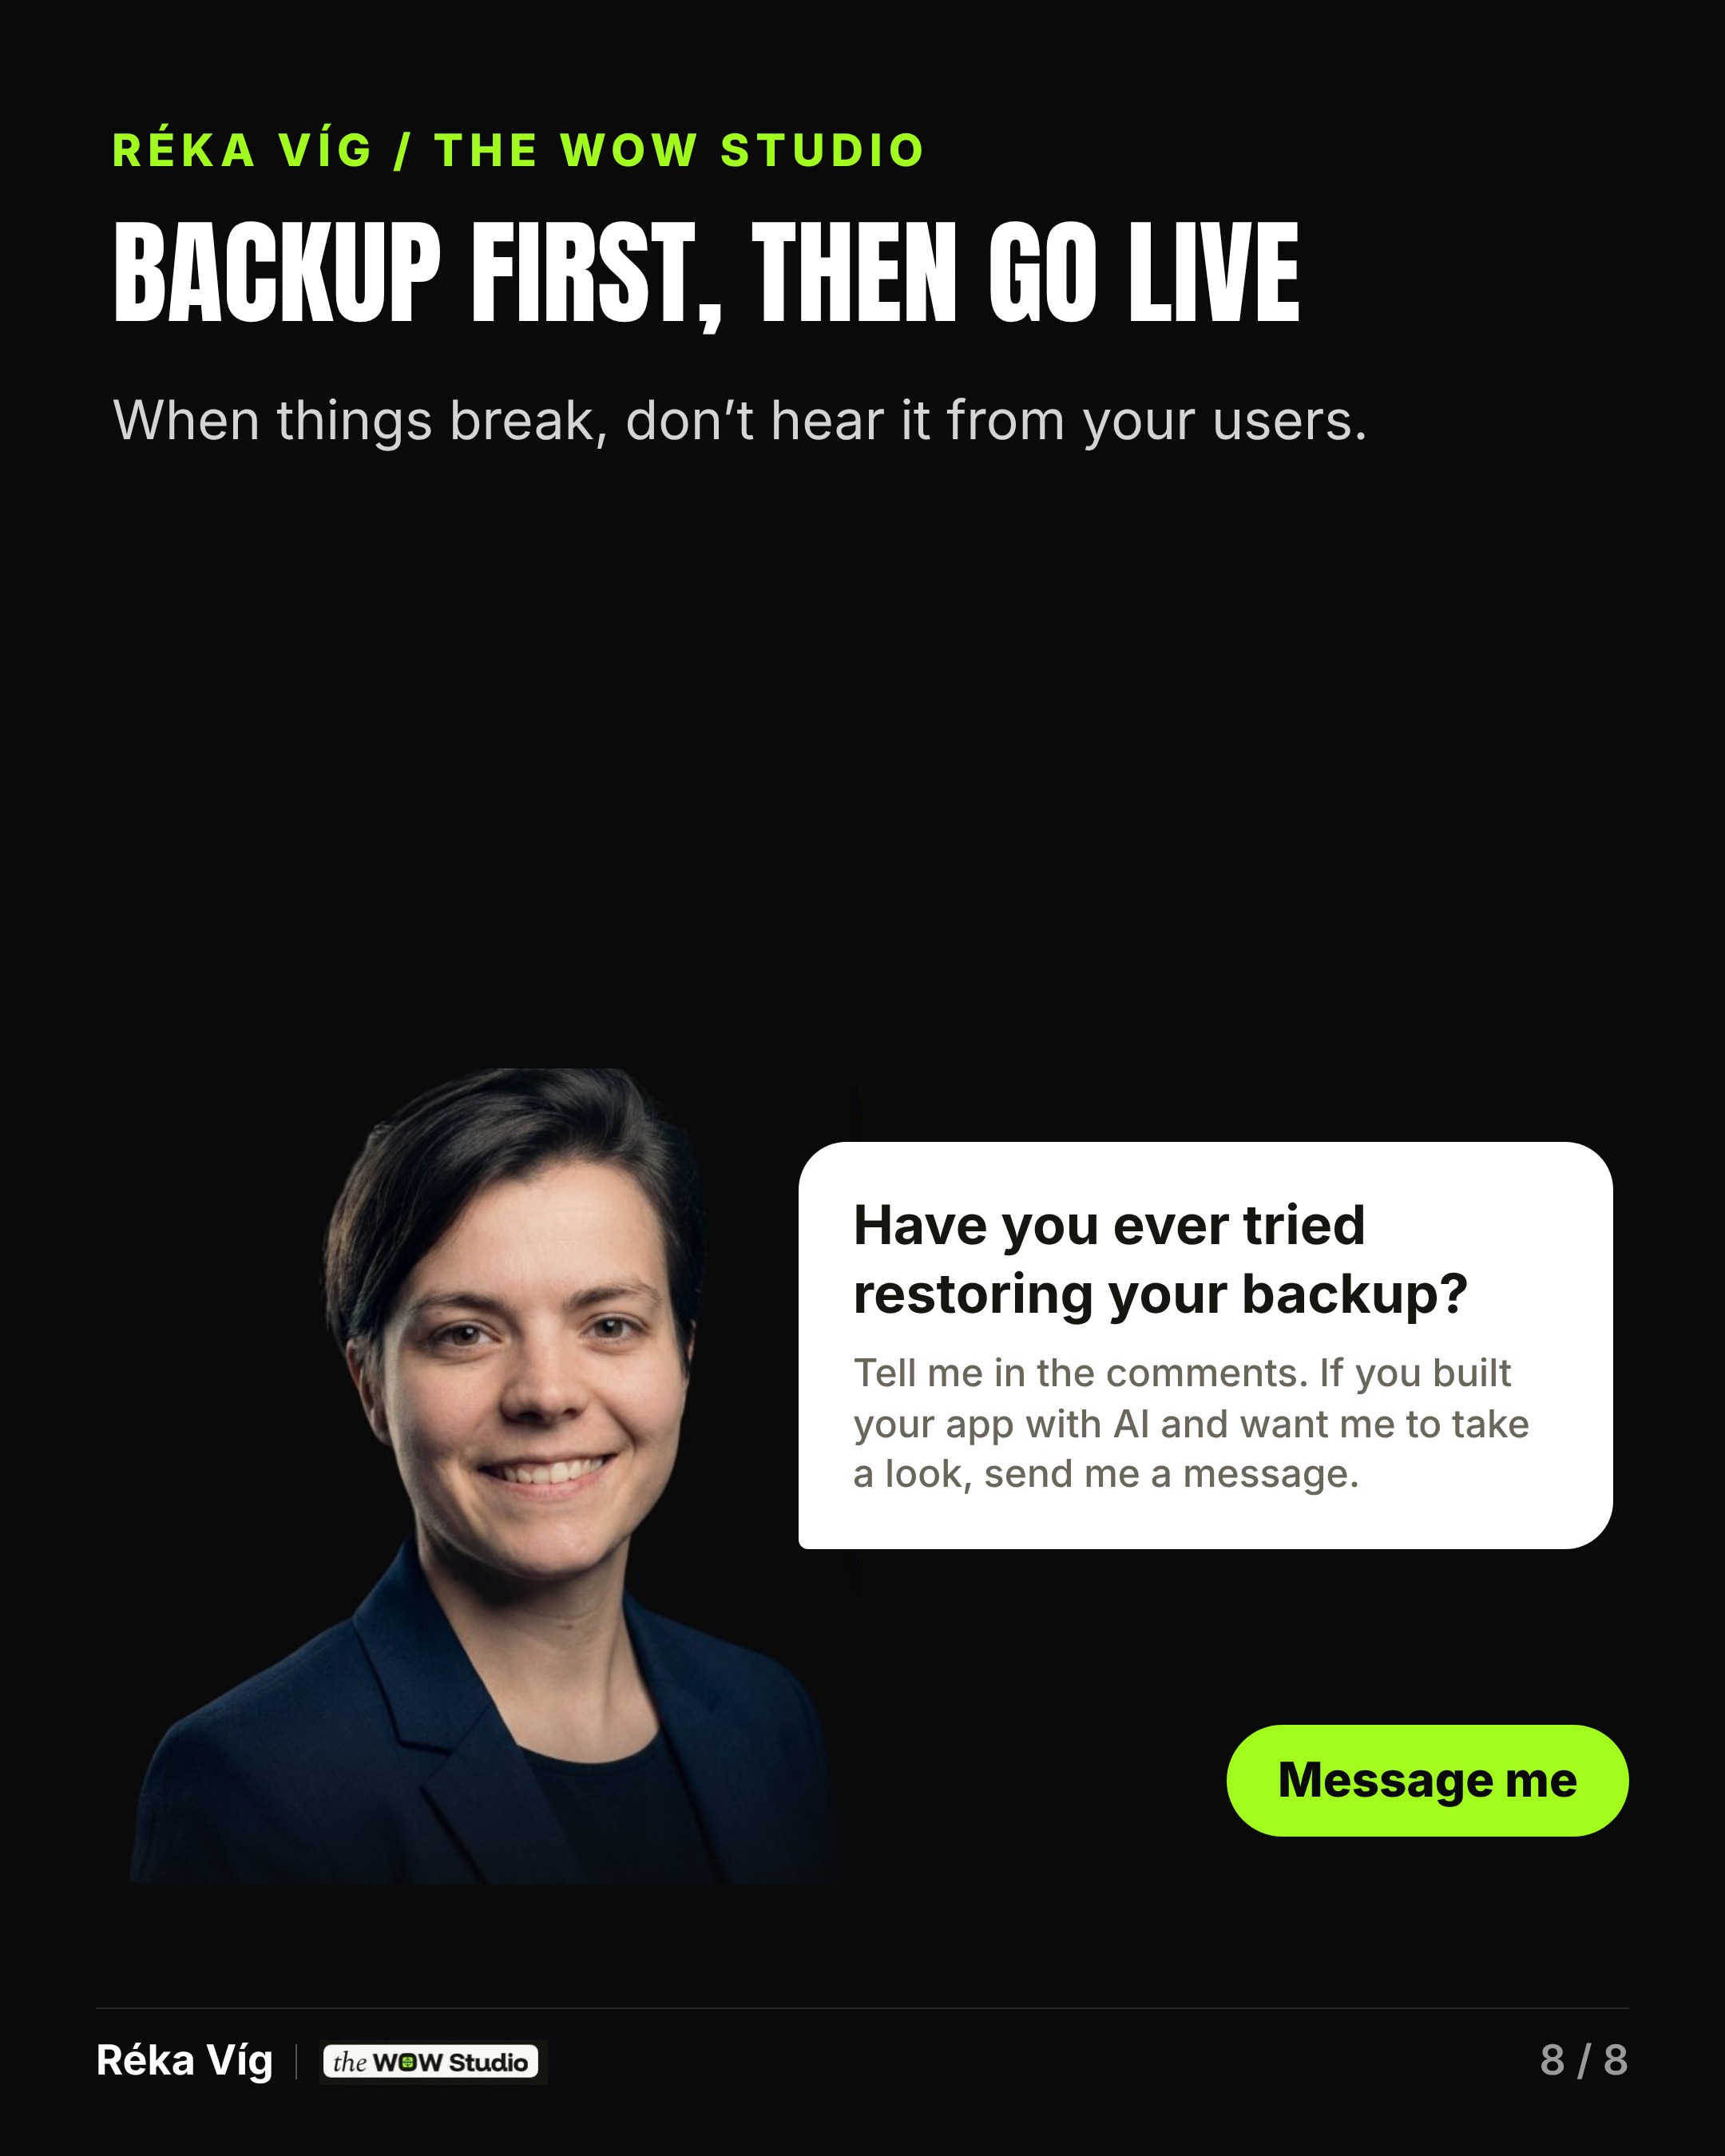 RÉKA VÍG / THE WOW STUDIO
BACKUP FIRST, THEN GO LIVE
When things break, don’t hear it from your users.
Have you ever tried
restoring your backup?
Tell me in the comments. If you built
your app with AI and want me to take
a look, send me a message.
Message me
Réka Víg
the WOW Studio
8 / 8